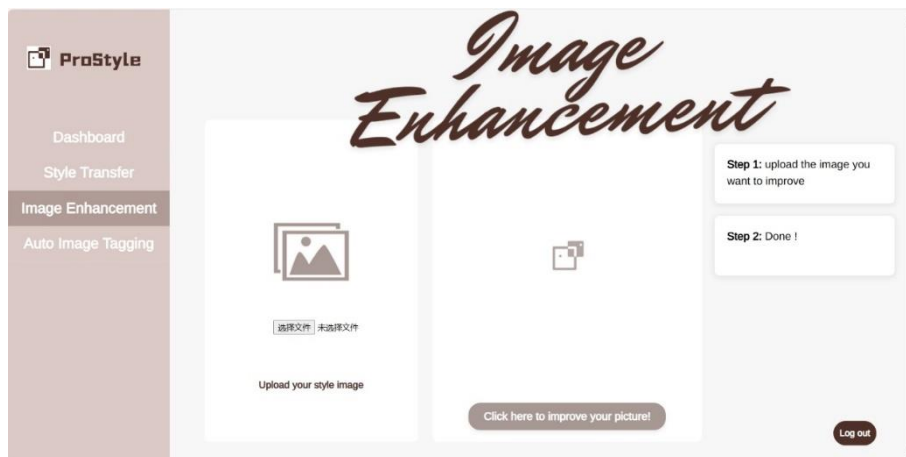 ProStyle
Dashboard
Style Transfer
Image Enhancement
Auto Image Tagging
Image
Enhancement
选择文件 未选择文件
Upload your style image
Click here to improve your picture!
Step 1: upload the image you
want to improve
Step 2: Done !
Log out